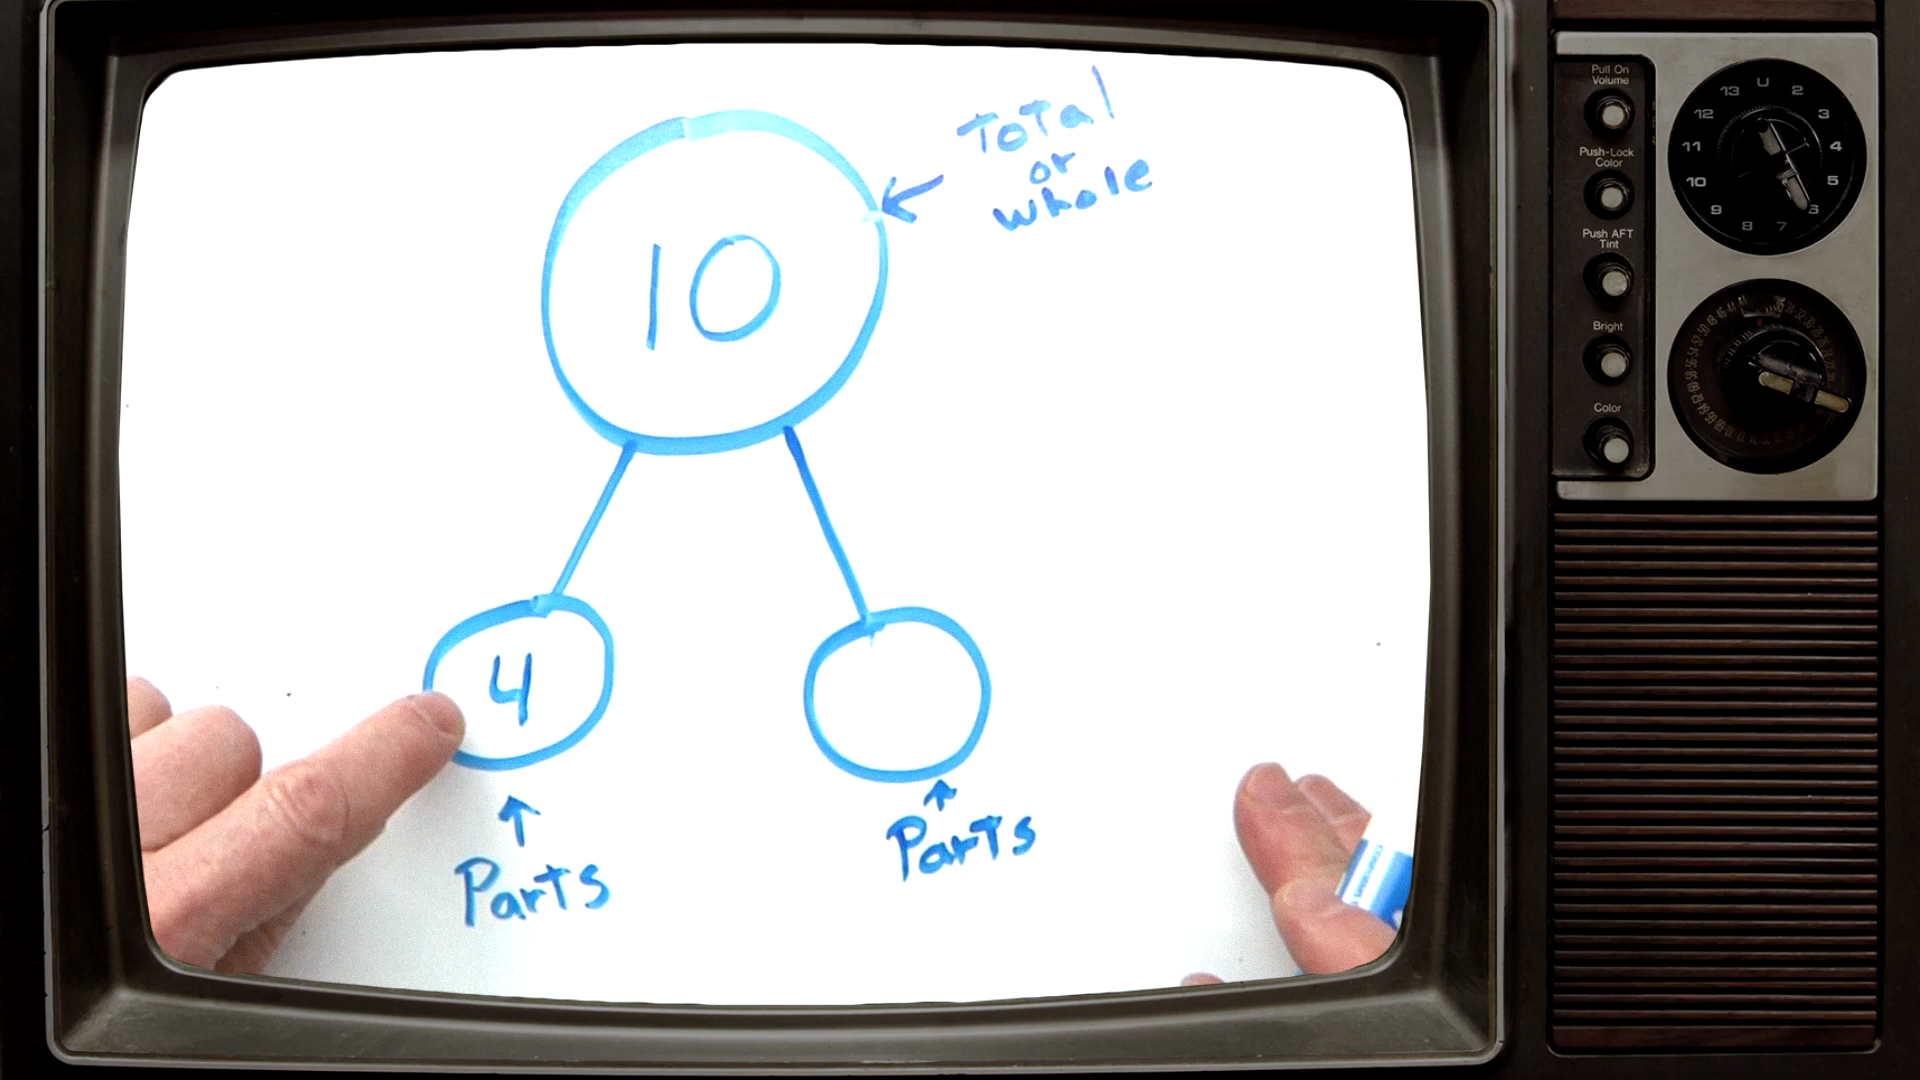 Total
or
whole
10
4
Parts
Parts
Pull On
Volume
Push-Lock
Color
Push AFT
Tint
Bright
Color
U
2
3
4
5
6
7
8
9
10
11
12
13